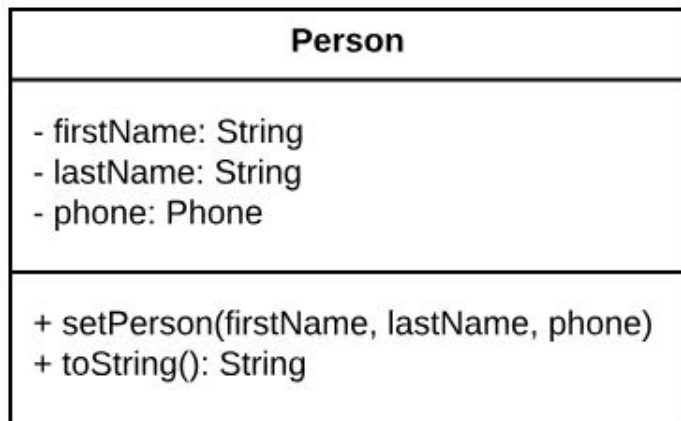 Person
- firstName: String
- lastName: String
- phone: Phone
+ setPerson(firstName, lastName, phone)
+ toString(): String